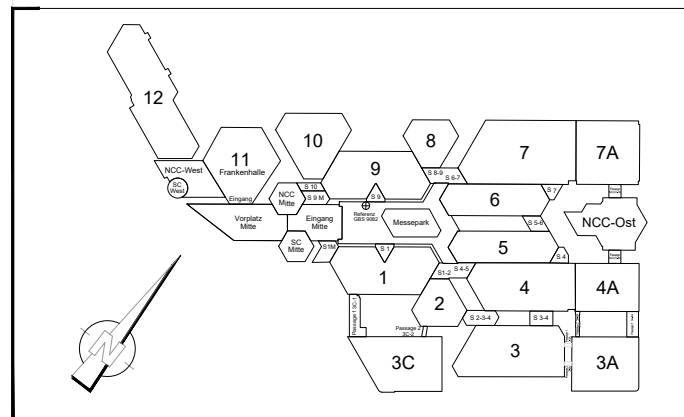 12
NCC-West
SC
West
11
Frankenhalle
Eingang
10
9
8
7
7A
S 8-9
S 6-7
S 10
S 9 M
S 9
NCC
Mitte
Vorplatz
Mitte
Eingang
Mitte
SC
Mitte
S1M
Referenz
GBS 9082
Messepark
6
S 7
S 5-6
NCC-Ost
5
S 4
S 1
1
S1-2
S 4-5
4
4A
2
S 2-3-4
S 3-4
Passage 1 3C-1
Passage 2
3C-2
3C
3
3A